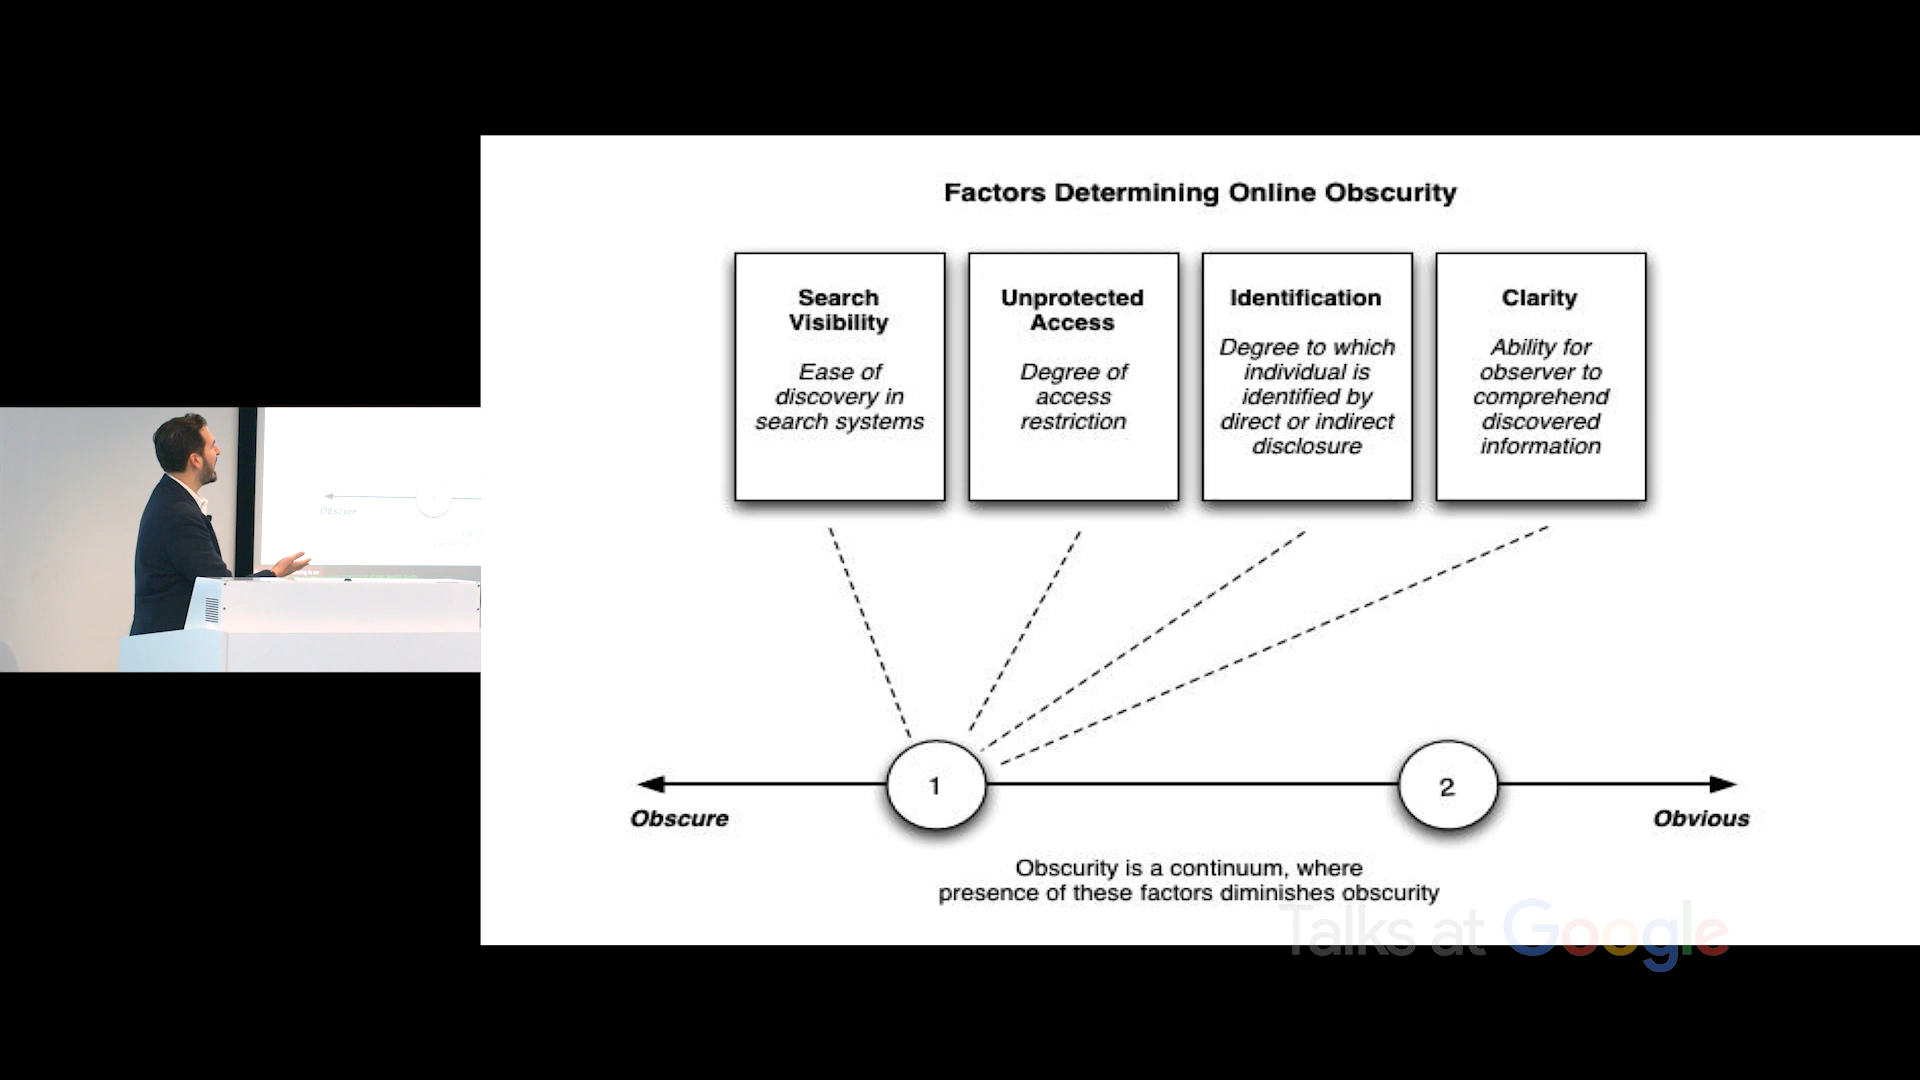 Factors Determining Online Obscurity
Search
Visibility
Ease of
discovery in
search systems
Unprotected
Access
Degree of
access
restriction
Identification
Degree to which
individual is
identified by
direct or indirect
disclosure
Clarity
Ability for
observer to
comprehend
discovered
information
1
2
Obscure
Obvious
Obscurity is a continuum, where
presence of these factors diminishes obscurity
Talks at Google
Obscure